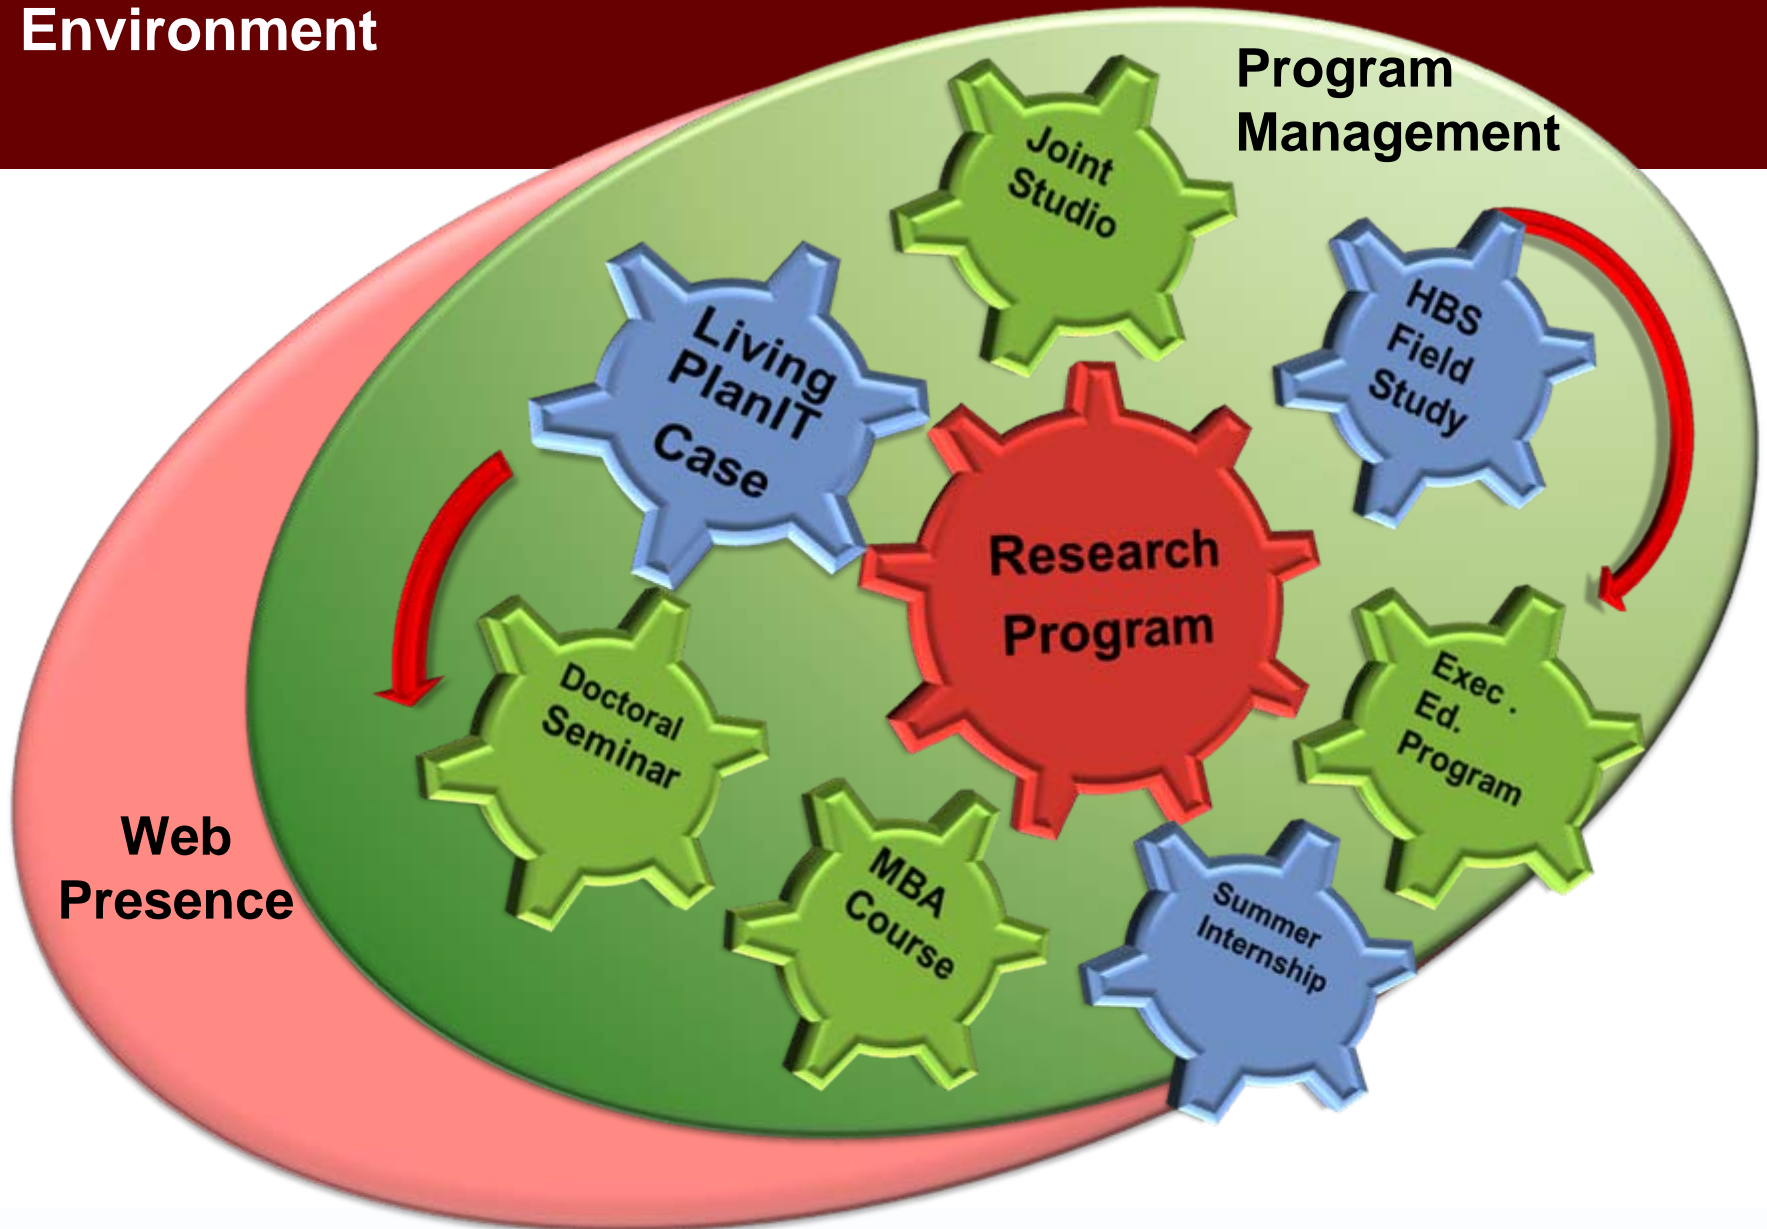 Environment
Program
Management
Joint
Studio
HBS
Field
Study
Living
PlanIT
Case
Research
Program
Doctoral
Seminar
Exec .
Ed.
Program
Web
Presence
MBA
Course
Summer
Internship